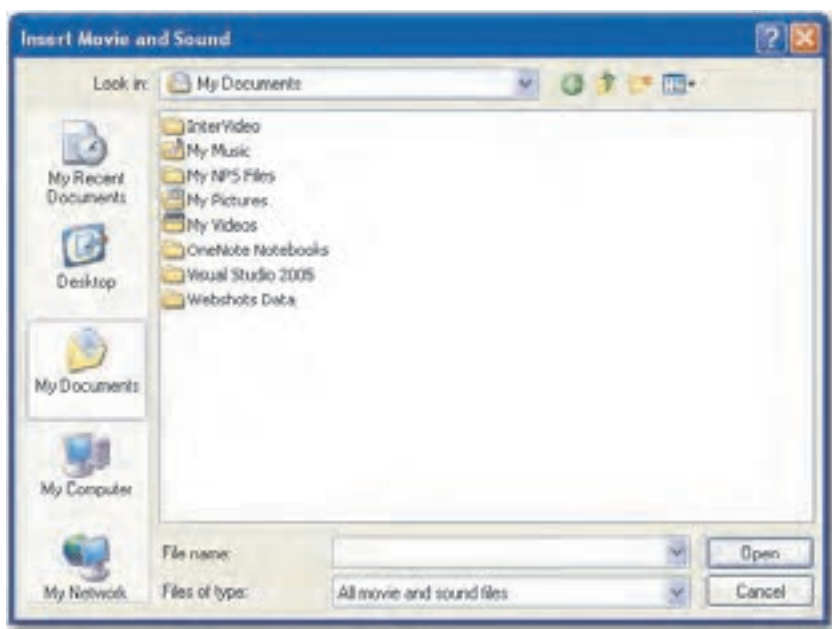 Insert Movie and Sound
Look in: My Documents
InterVideo
My Music
My NPS Files
My Pictures
My Videos
OneNote Notebooks
Visual Studio 2005
Webshots Data
My Recent
Documents
Desktop
My Documents
My Computer
My Network
File name:
Open
Files of type: All movie and sound files
Cancel